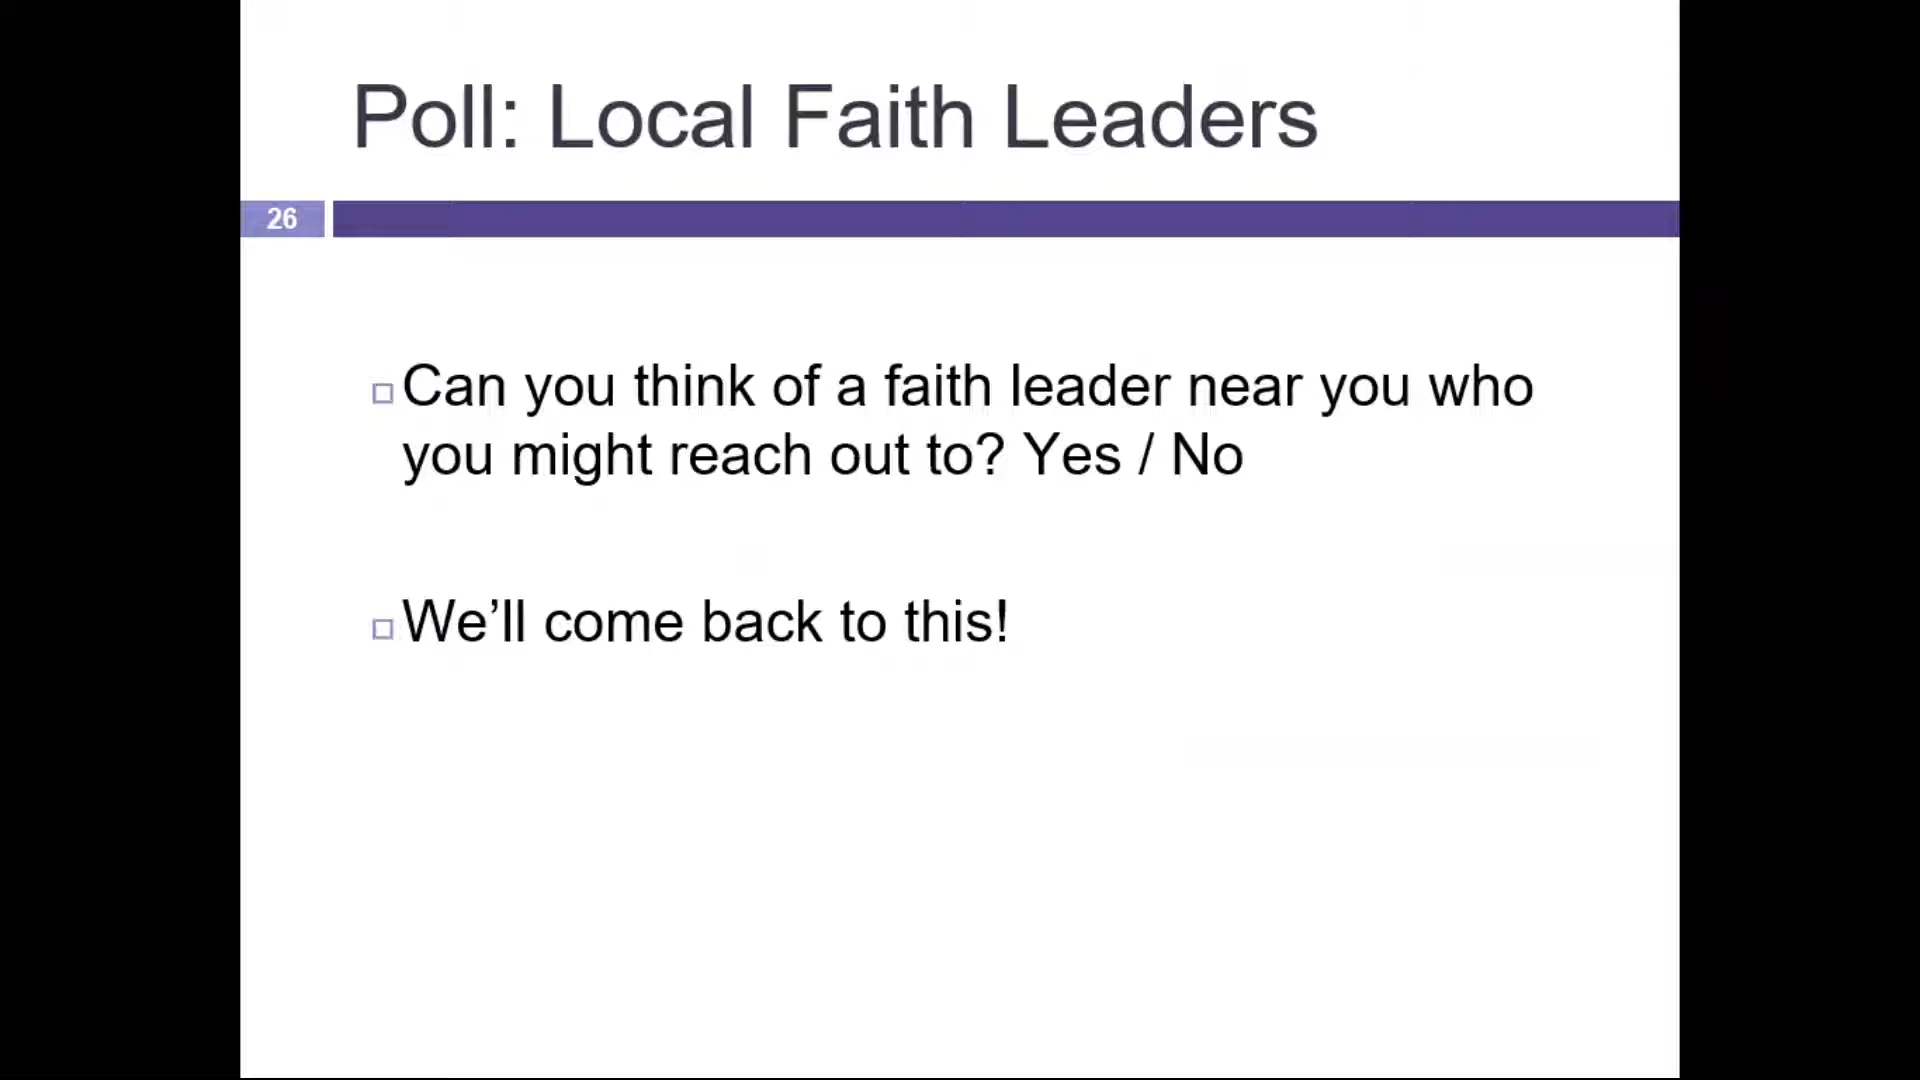 Poll: Local Faith Leaders
26
Can you think of a faith leader near you who
you might reach out to? Yes / No
We’ll come back to this!